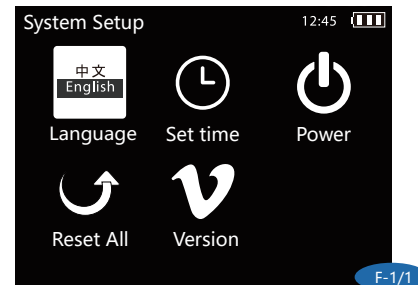 System Setup 12:45
中文
English
Language Set time Power
Reset All Version
F-1/1